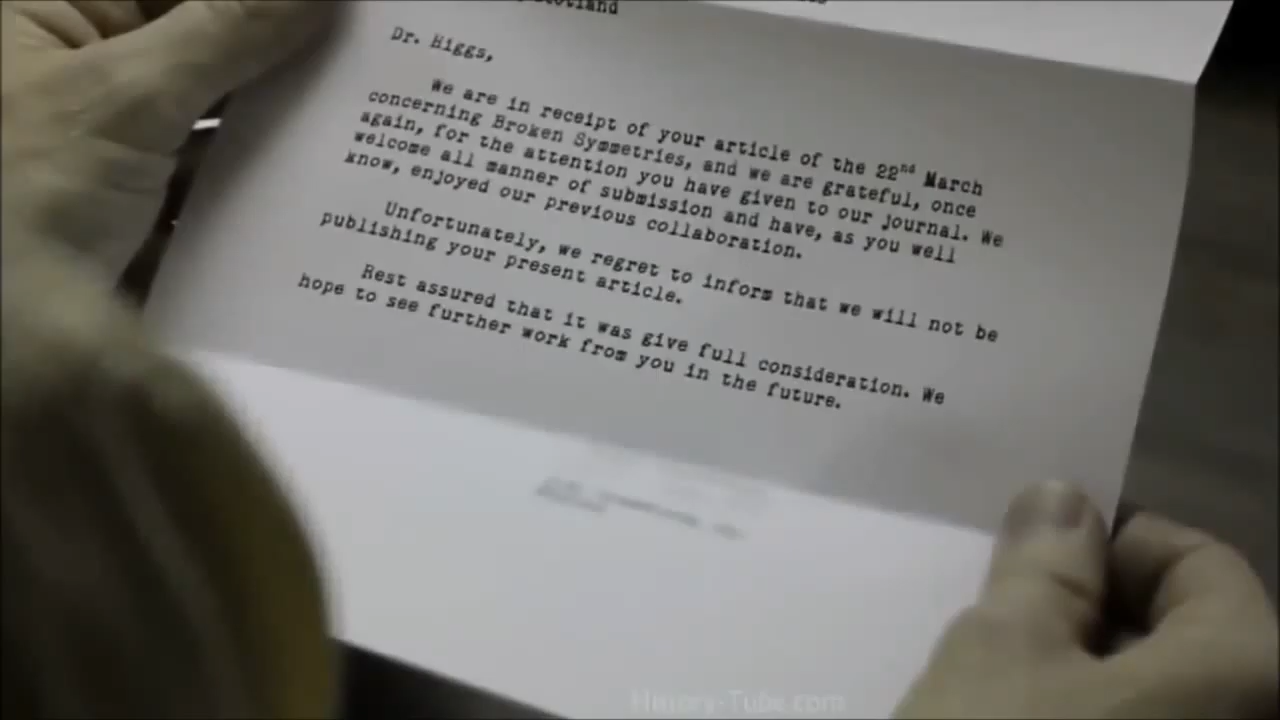 Scotland
Dr. Higgs,
We are in receipt of your article of the 22nd March
concerning Broken Symmetries, and we are grateful, once
again, for the attention you have given to our journal. We
welcome all manner of submission and have, as you well
know, enjoyed our previous collaboration.
Unfortunately, we regret to inform that we will not be
publishing your present article.
Rest assured that it was give full consideration. We
hope to see further work from you in the future.
History-Tube.com